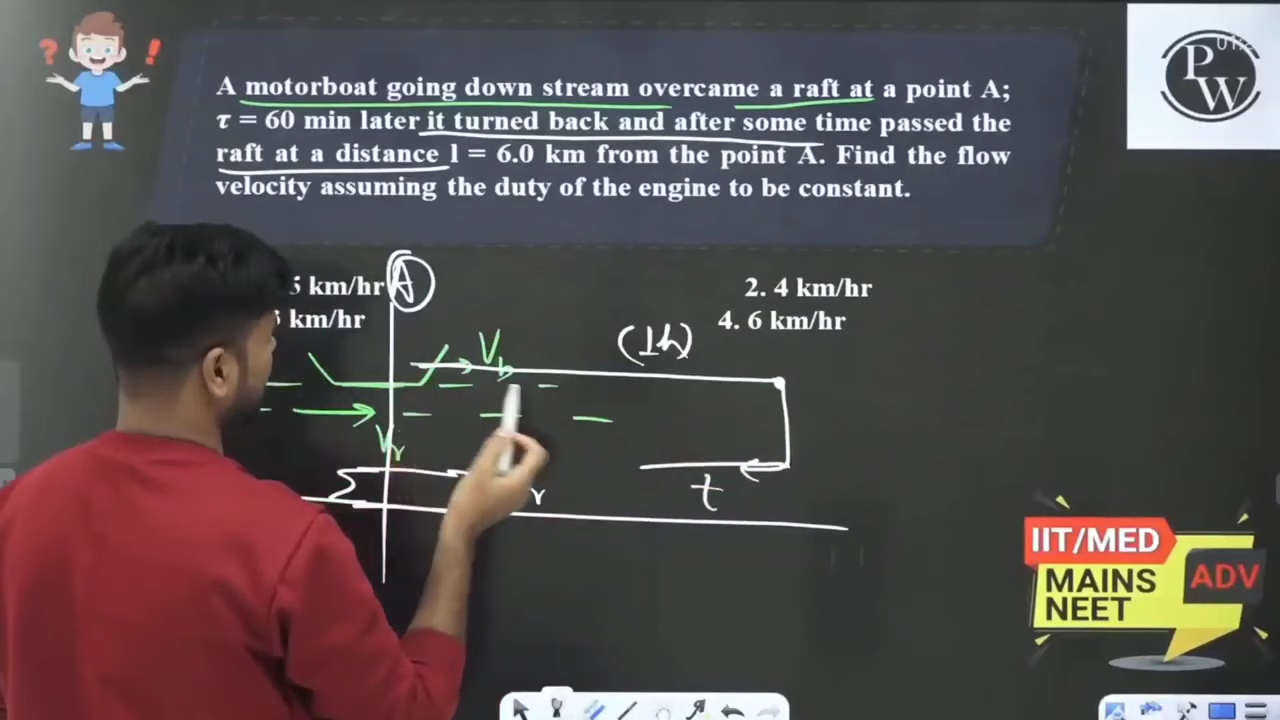 ? !
A motorboat going down stream overcame a raft at a point A;
τ = 60 min later it turned back and after some time passed the
raft at a distance l = 6.0 km from the point A. Find the flow
velocity assuming the duty of the engine to be constant.
P
W
5 km/hr
A
2. 4 km/hr
km/hr
4. 6 km/hr
(1h)
Vb
Vr
t
r
IIT/MED
MAINS
NEET
ADV